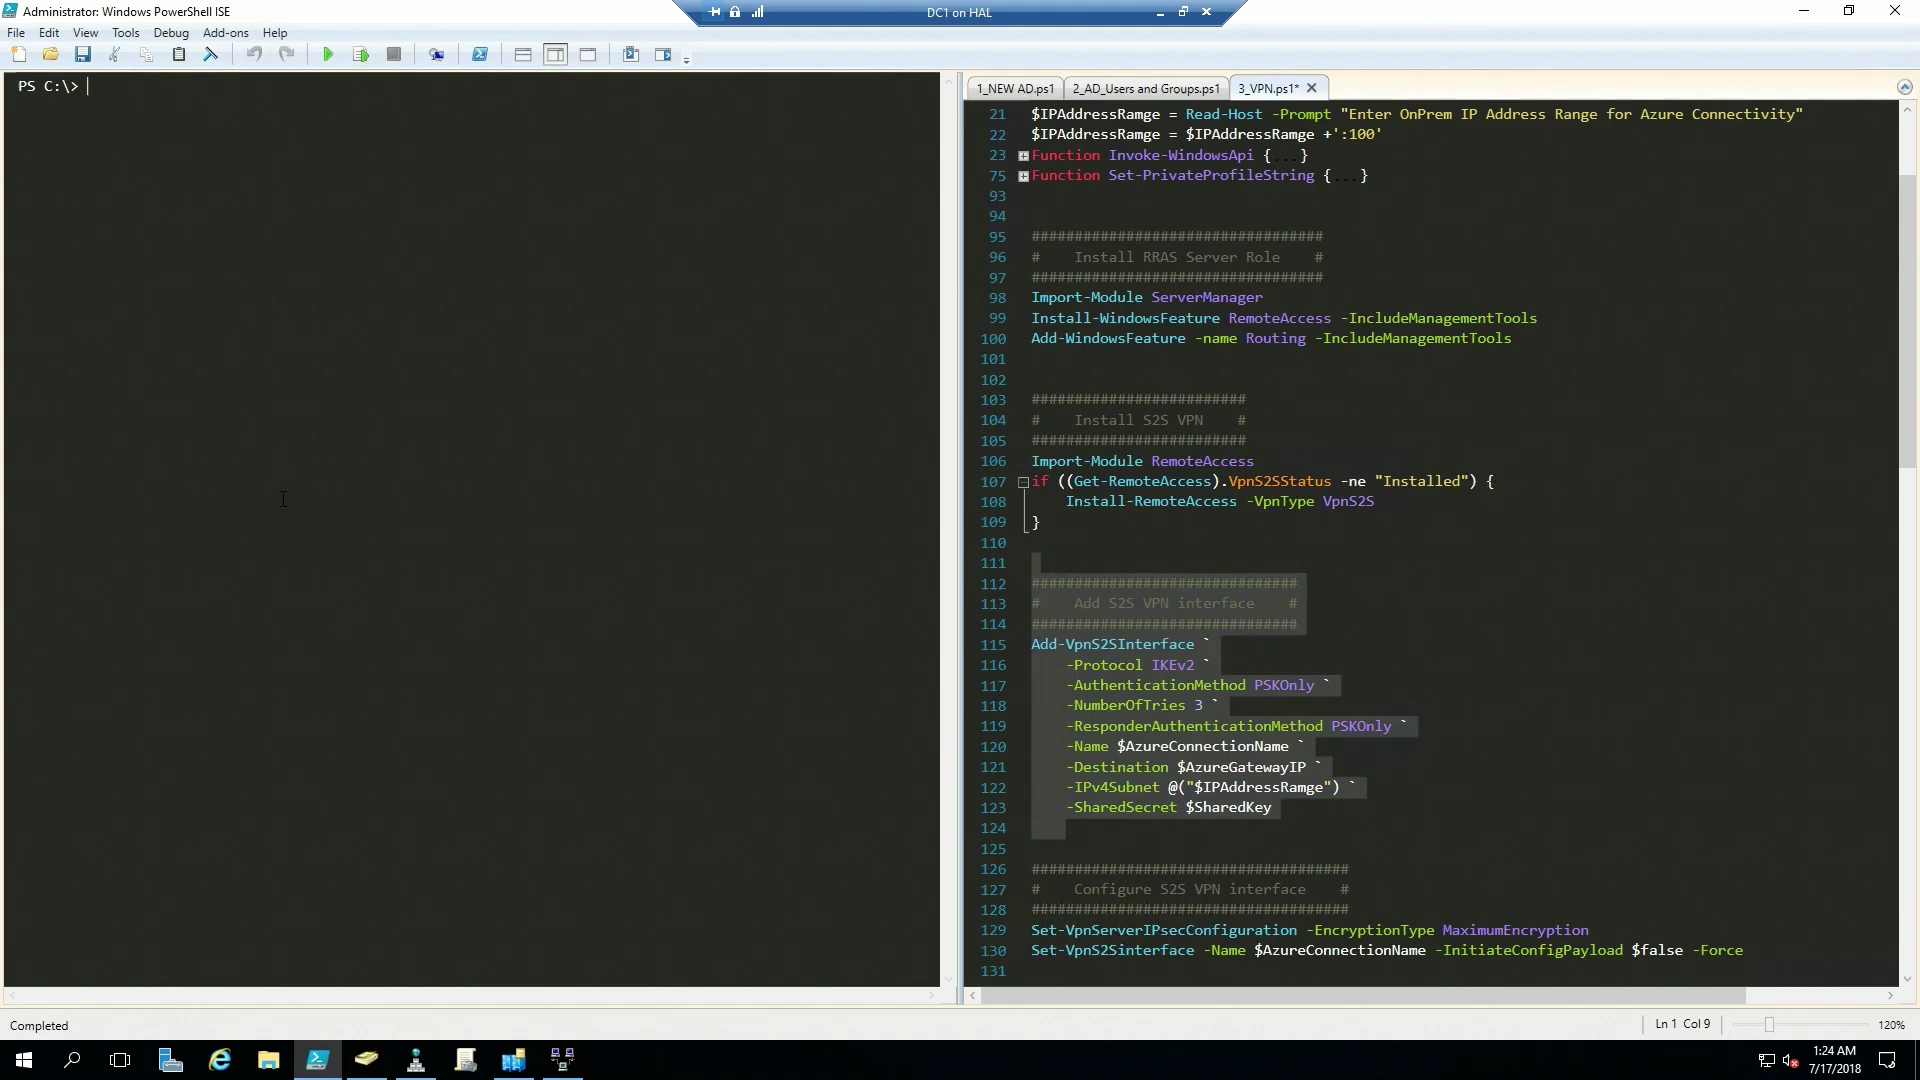 Administrator: Windows PowerShell ISE
DC1 on HAL
File Edit View Tools Debug Add-ons Help
PS C:\>
1_NEW AD.ps1
2_AD_Users and Groups.ps1
3_VPN.ps1*
21 $IPAddressRamge = Read-Host -Prompt "Enter OnPrem IP Address Range for Azure Connectivity"
22 $IPAddressRamge = $IPAddressRamge +':100'
23 Function Invoke-WindowsApi {...}
75 Function Set-PrivateProfileString {...}
93
94
95 ##################################
96 #    Install RRAS Server Role    #
97 ##################################
98 Import-Module ServerManager
99 Install-WindowsFeature RemoteAccess -IncludeManagementTools
100 Add-WindowsFeature -name Routing -IncludeManagementTools
101
102
103 #########################
104 #    Install S2S VPN    #
105 #########################
106 Import-Module RemoteAccess
107 if ((Get-RemoteAccess).VpnS2SStatus -ne "Installed") {
108     Install-RemoteAccess -VpnType VpnS2S
109 }
110
111
112 ###############################
113 #    Add S2S VPN interface    #
114 ###############################
115 Add-VpnS2SInterface `
116     -Protocol IKEv2 `
117     -AuthenticationMethod PSKOnly `
118     -NumberOfTries 3 `
119     -ResponderAuthenticationMethod PSKOnly `
120     -Name $AzureConnectionName `
121     -Destination $AzureGatewayIP `
122     -IPv4Subnet @("$IPAddressRamge") `
123     -SharedSecret $SharedKey
124
125
126 #####################################
127 #    Configure S2S VPN interface    #
128 #####################################
129 Set-VpnServerIPsecConfiguration -EncryptionType MaximumEncryption
130 Set-VpnS2Sinterface -Name $AzureConnectionName -InitiateConfigPayload $false -Force
131
Completed
Ln 1 Col 9
120%
1:24 AM
7/17/2018